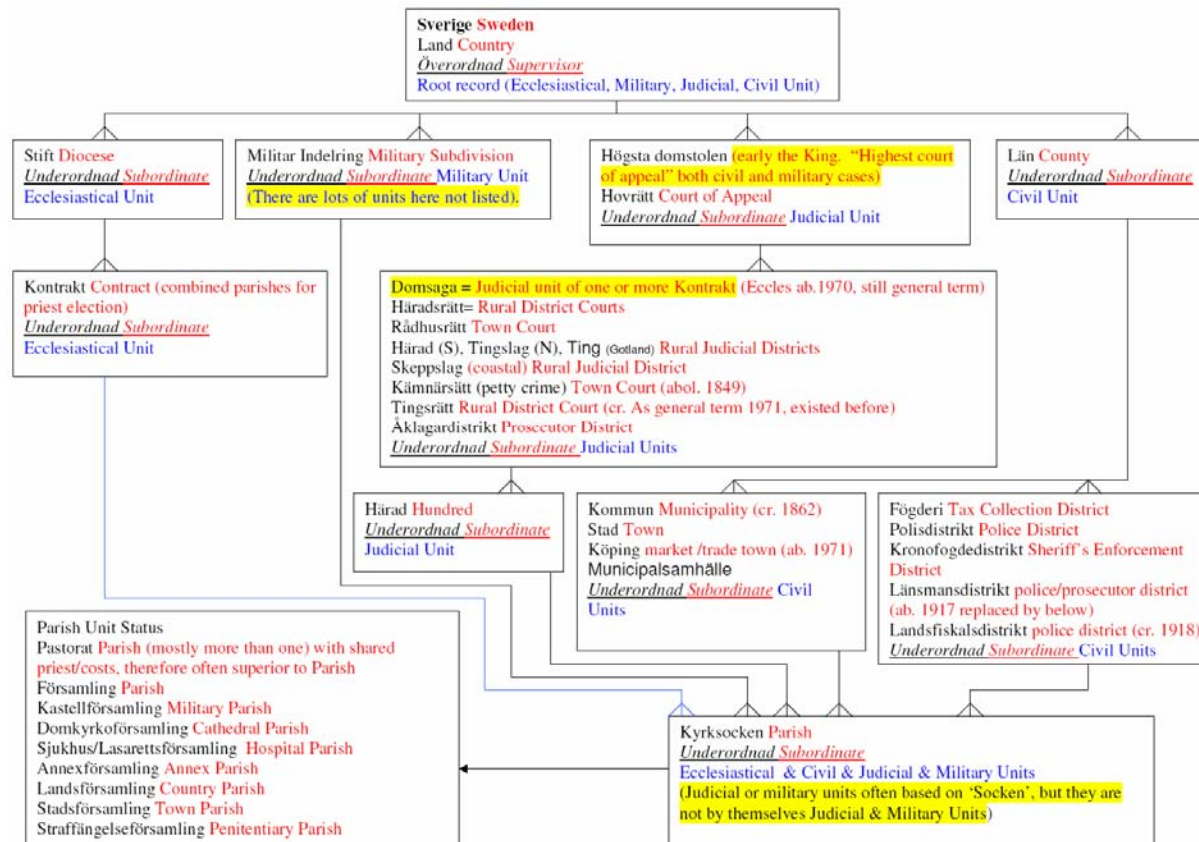 Sverige Sweden
Land Country
Överordnad Supervisor
Root record (Ecclesiastical, Military, Judicial, Civil Unit)
Stift Diocese
Underordnad Subordinate
Ecclesiastical Unit
Militar Indelring Military Subdivision
Underordnad Subordinate Military Unit
(There are lots of units here not listed).
Högsta domstolen (early the King. “Highest court
of appeal” both civil and military cases)
Hovrätt Court of Appeal
Underordnad Subordinate Judicial Unit
Län County
Underordnad Subordinate
Civil Unit
Kontrakt Contract (combined parishes for
priest election)
Underordnad Subordinate
Ecclesiastical Unit
Domsaga = Judicial unit of one or more Kontrakt (Eccles ab.1970, still general term)
Häradsrätt= Rural District Courts
Rådhusrätt Town Court
Härad (S), Tingslag (N), Ting (Gotland) Rural Judicial Districts
Skeppslag (coastal) Rural Judicial District
Kämnärsätt (petty crime) Town Court (abol. 1849)
Tingsrätt Rural District Court (cr. As general term 1971, existed before)
Åklagardistrikt Prosecutor District
Underordnad Subordinate Judicial Units
Härad Hundred
Underordnad Subordinate
Judicial Unit
Kommun Municipality (cr. 1862)
Stad Town
Köping market /trade town (ab. 1971)
Municipalsamhälle
Underordnad Subordinate Civil
Units
Fögderi Tax Collection District
Polisdistrikt Police District
Kronofogdedistrikt Sheriff’s Enforcement
District
Länsmansdistrikt police/prosecutor district
(ab. 1917 replaced by below)
Landsfiskalsdistrikt police district (cr. 1918)
Underordnad Subordinate Civil Units
Parish Unit Status
Pastorat Parish (mostly more than one) with shared
priest/costs, therefore often superior to Parish
Församling Parish
Kastellförsamling Military Parish
Domkyrkoförsamling Cathedral Parish
Sjukhus/Lasarettsförsamling Hospital Parish
Annexförsamling Annex Parish
Landsförsamling Country Parish
Stadsförsamling Town Parish
Straffängelseförsamling Penitentiary Parish
Kyrksocken Parish
Underordnad Subordinate
Ecclesiastical & Civil & Judicial & Military Units
(Judicial or military units often based on ‘Socken’, but they are
not by themselves Judicial & Military Units)